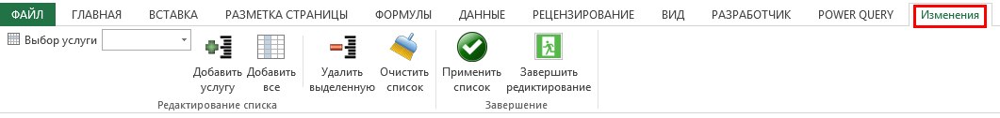 ФАЙЛ ГЛАВНАЯ ВСТАВКА РАЗМЕТКА СТРАНИЦЫ ФОРМУЛЫ ДАННЫЕ РЕЦЕНЗИРОВАНИЕ ВИД РАЗРАБОТЧИК POWER QUERY Изменения
Выбор услуги
Добавить
услугу
Добавить
все
Удалить
выделенную
Очистить
список
Применить
список
Завершить
редактирование
Редактирование списка
Завершение